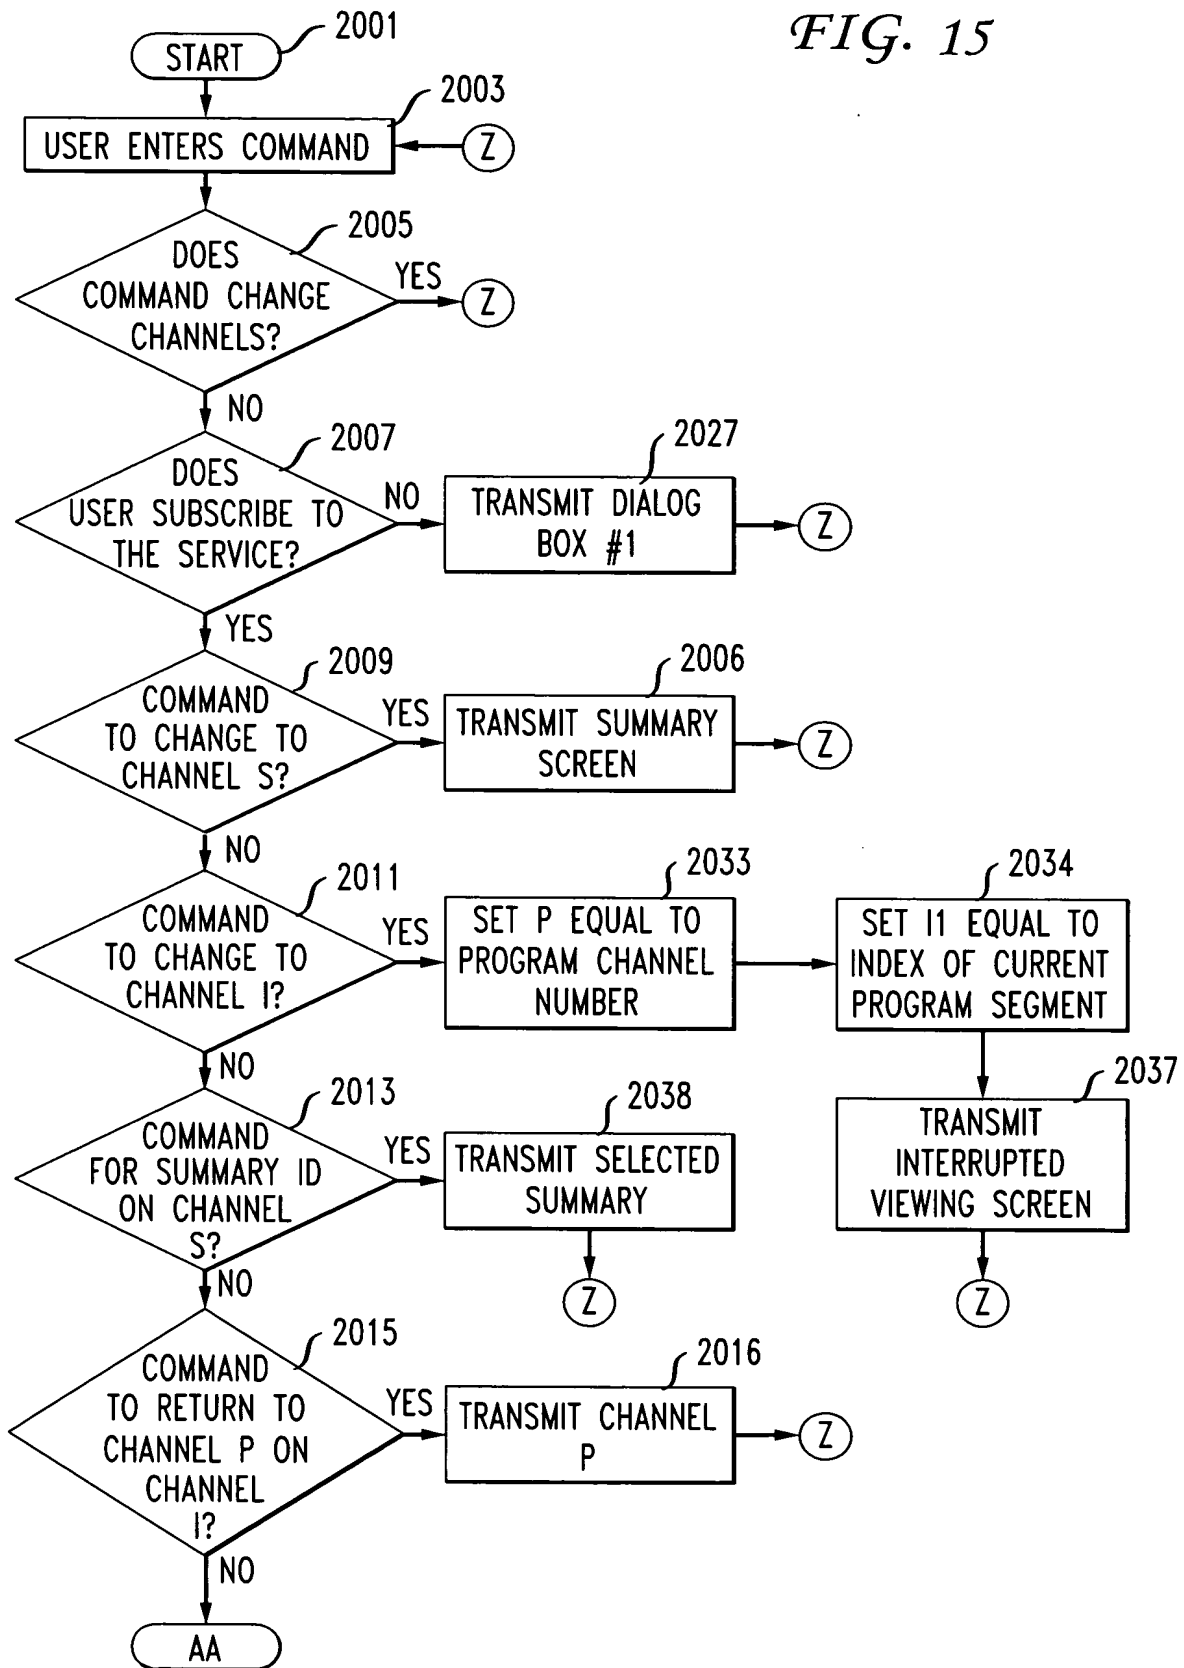 FIG. 15
2001
START
2003
USER ENTERS COMMAND
Z
2005
DOES
COMMAND CHANGE
CHANNELS?
YES
Z
NO
2007
DOES
USER SUBSCRIBE TO
THE SERVICE?
NO
2027
TRANSMIT DIALOG
BOX #1
Z
YES
2009
COMMAND
TO CHANGE TO
CHANNEL S?
YES
2006
TRANSMIT SUMMARY
SCREEN
Z
NO
2011
COMMAND
TO CHANGE TO
CHANNEL I?
YES
2033
SET P EQUAL TO
PROGRAM CHANNEL
NUMBER
2034
SET I1 EQUAL TO
INDEX OF CURRENT
PROGRAM SEGMENT
2037
TRANSMIT
INTERRUPTED
VIEWING SCREEN
Z
NO
2013
COMMAND
FOR SUMMARY ID
ON CHANNEL
S?
YES
2038
TRANSMIT SELECTED
SUMMARY
Z
NO
2015
COMMAND
TO RETURN TO
CHANNEL P ON
CHANNEL
I?
YES
2016
TRANSMIT CHANNEL
P
Z
NO
AA